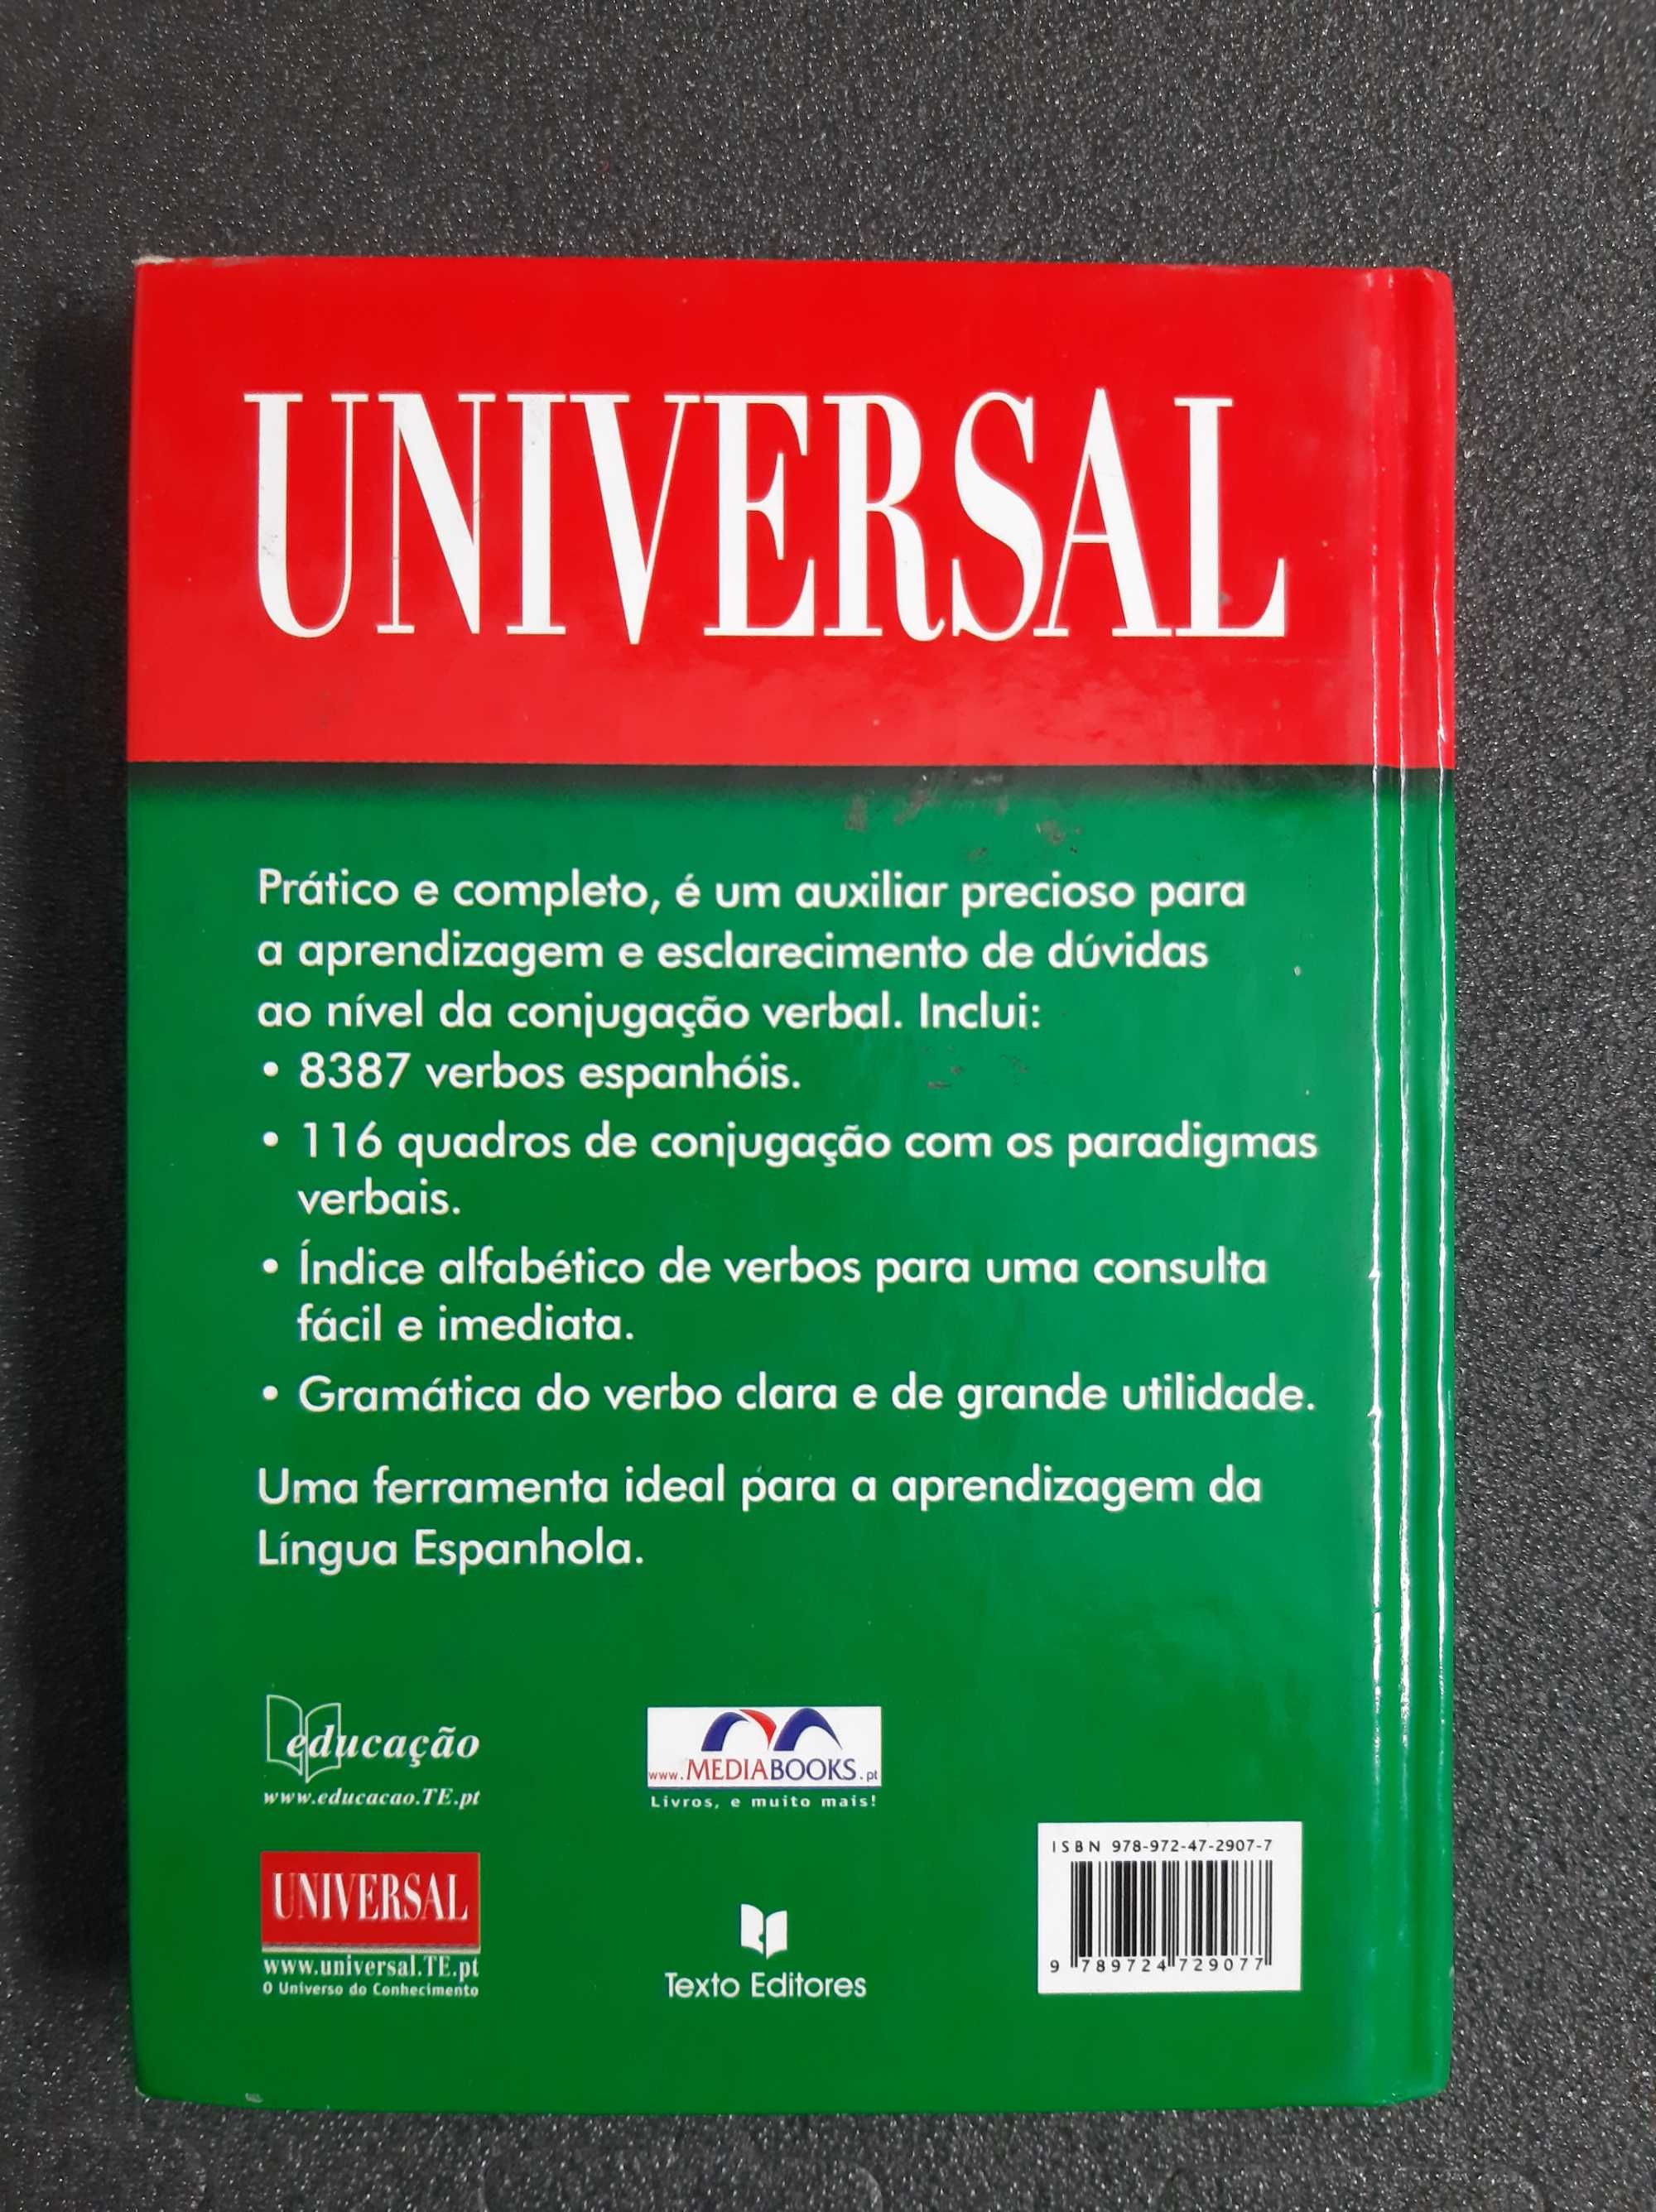 UNIVERSAL
Prático e completo, é um auxiliar precioso para
a aprendizagem e esclarecimento de dúvidas
ao nível da conjugação verbal. Inclui:
• 8387 verbos espanhóis.
• 116 quadros de conjugação com os paradigmas
verbais.
• Índice alfabético de verbos para uma consulta
fácil e imediata.
• Gramática do verbo clara e de grande utilidade.
Uma ferramenta ideal para a aprendizagem da
Língua Espanhola.
educação
www.educacao.TE.pt
www.MEDIABOOKS.pt
Livros, e muito mais!
UNIVERSAL
www.universal.TE.pt
O Universo do Conhecimento
Texto Editores
ISBN 978-972-47-2907-7
9 789724 729077